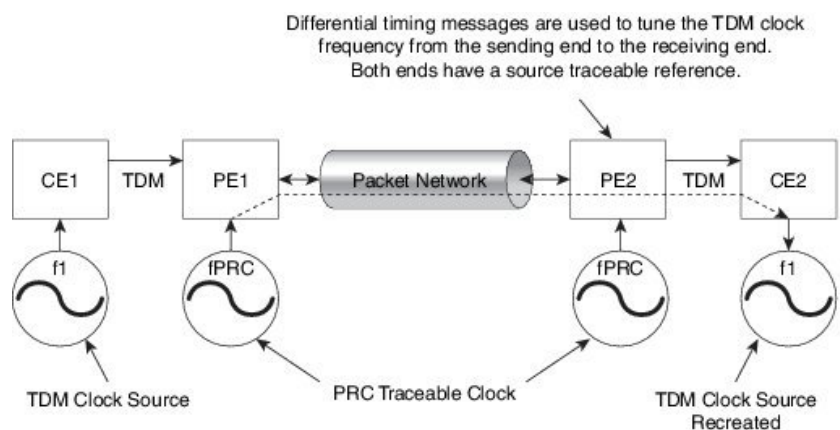 Differential timing messages are used to tune the TDM clock
frequency from the sending end to the receiving end.
Both ends have a source traceable reference.
CE1
TDM
PE1
Packet Network
PE2
TDM
CE2
f1
fPRC
fPRC
f1
TDM Clock Source
PRC Traceable Clock
TDM Clock Source
Recreated